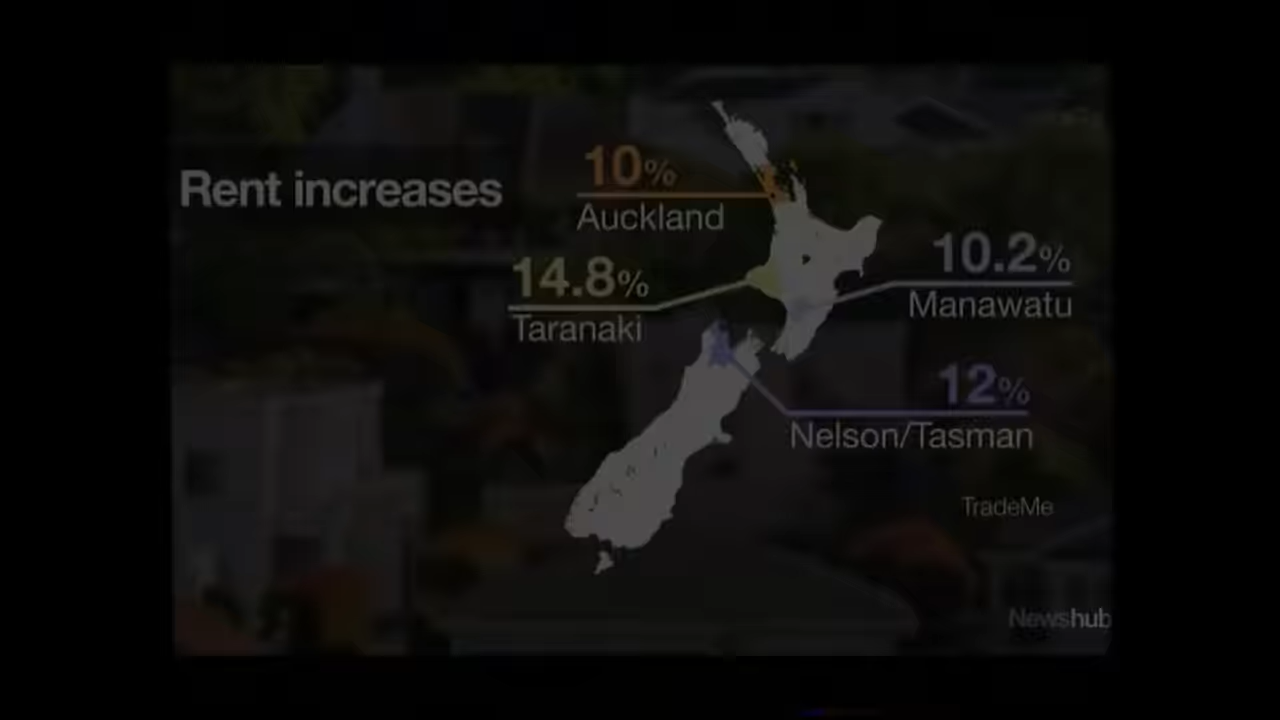 Rent increases
10%
Auckland
14.8%
Taranaki
10.2%
Manawatu
12%
Nelson/Tasman
TradeMe
Newshub